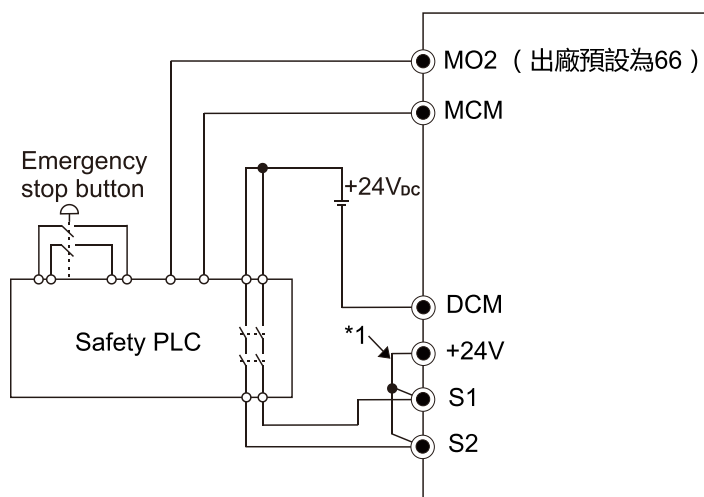 MO2 （出廠預設為66）
MCM
Emergency
stop button
+24VDC
DCM
Safety PLC
*1
+24V
S1
S2